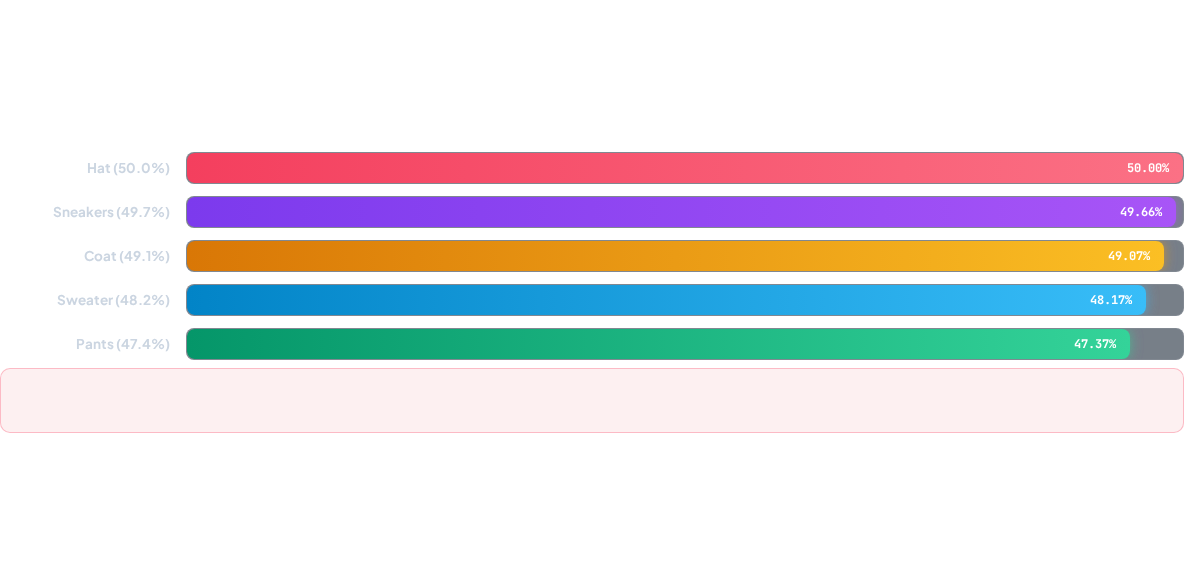 Hat (50.0%) 50.00%
Sneakers (49.7%) 49.66%
Coat (49.1%) 49.07%
Sweater (48.2%) 48.17%
Pants (47.4%) 47.37%